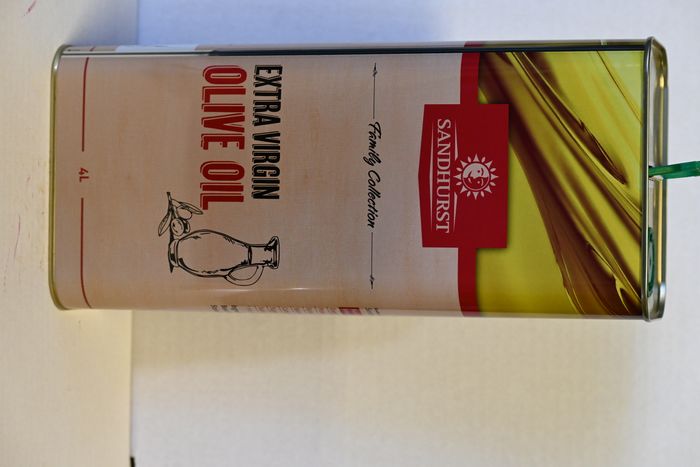 SANDHURST
Family Collection
EXTRA VIRGIN
OLIVE OIL
4L